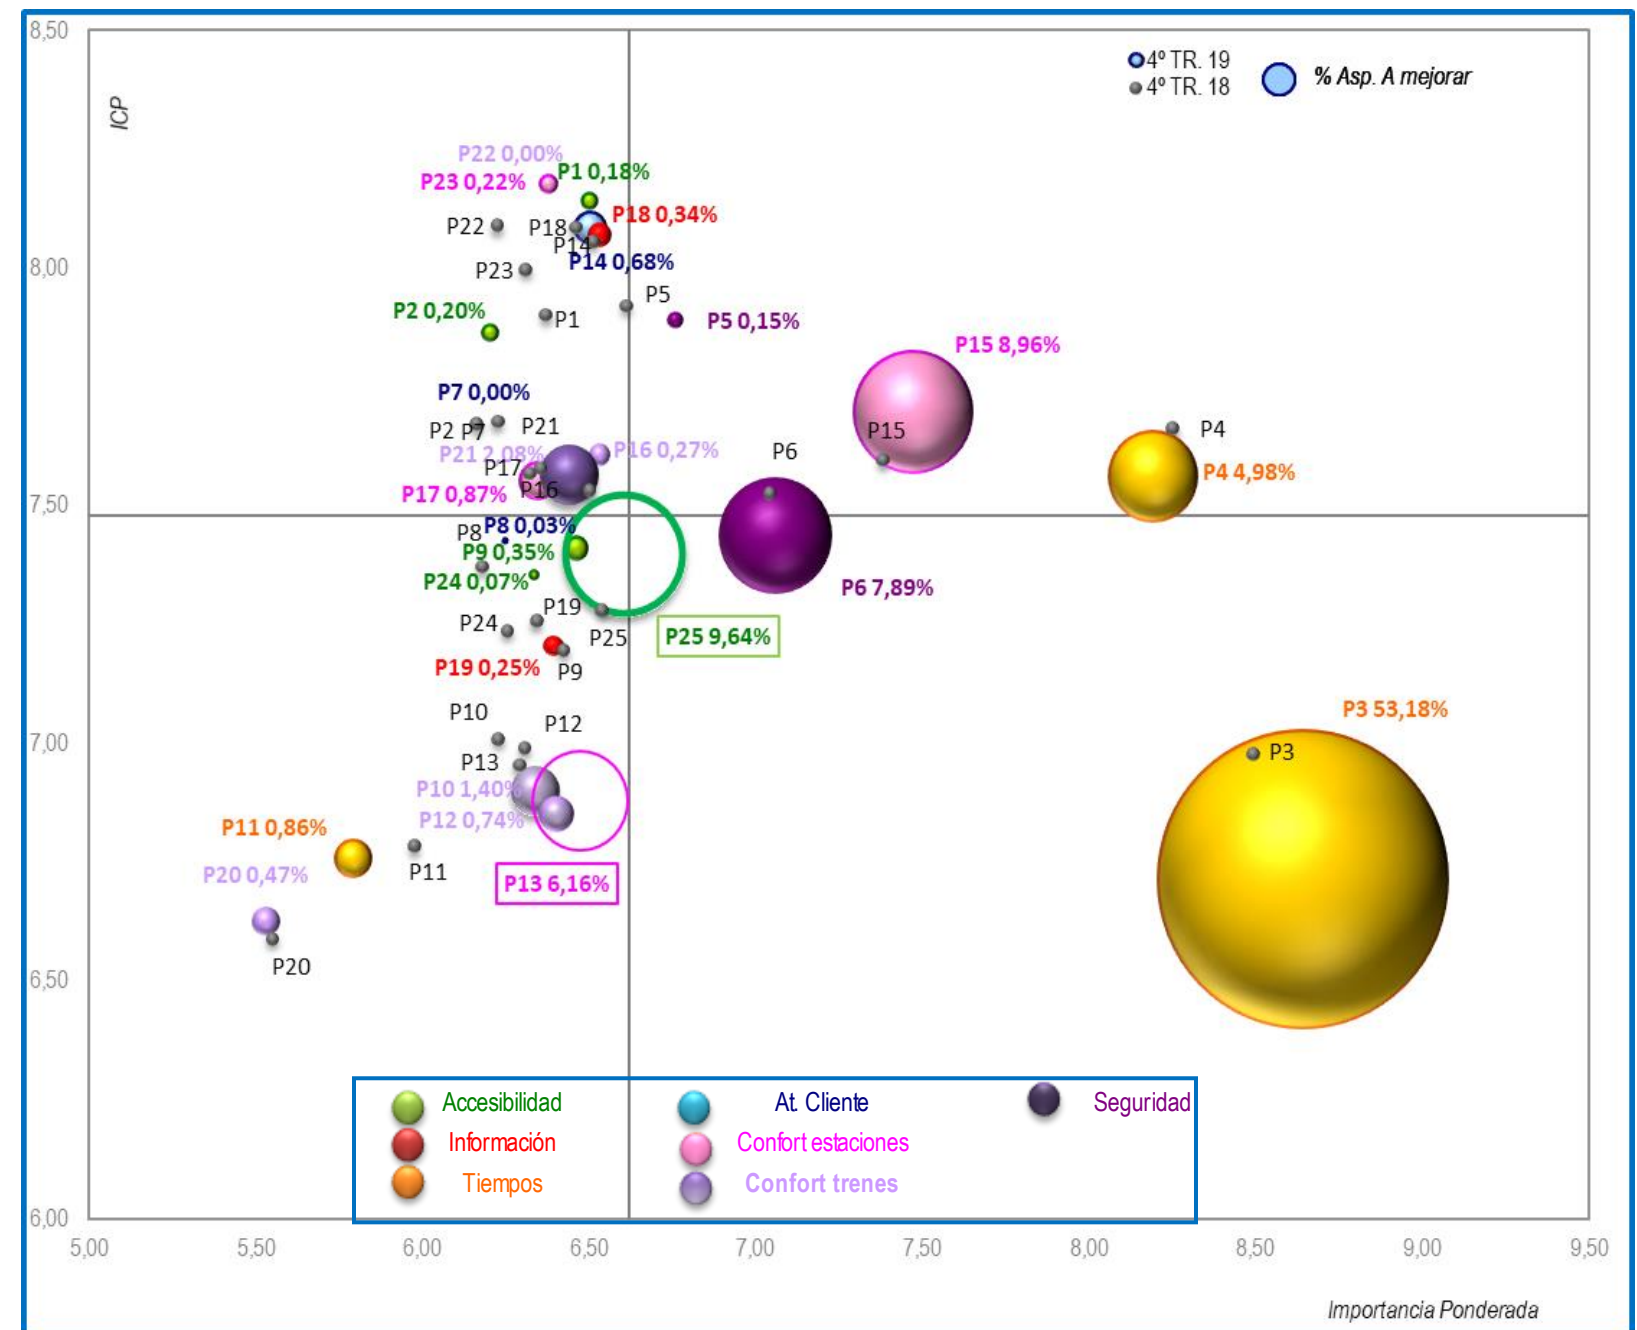 8,50
4º TR. 19
4º TR. 18
% Asp. A mejorar
ICP
P22 0,00%
P1 0,18%
P23 0,22%
P18 0,34%
P22
P18
P14
P14 0,68%
8,00
P23
P5
P2 0,20%
P1
P5 0,15%
P15 8,96%
P7 0,00%
P2 P7
P21
P15
P4
P21 2,08%
P16 0,27%
P6
P17
P4 4,98%
P17 0,87%
P16
7,50
P8
P8 0,03%
P9 0,35%
P24 0,07%
P6 7,89%
P19
P24
P25
P25 9,64%
P19 0,25%
P9
P10
P12
P3 53,18%
7,00
P13
P3
P10 1,40%
P12 0,74%
P11 0,86%
P11
P20 0,47%
P13 6,16%
P20
6,50
Accesibilidad
At. Cliente
Seguridad
Información
Confort estaciones
Tiempos
Confort trenes
6,00
5,00
5,50
6,00
6,50
7,00
7,50
8,00
8,50
9,00
9,50
Importancia Ponderada